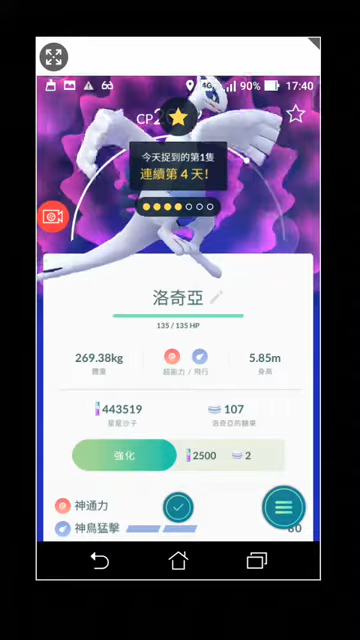 4G 90% 17:40
CP2
今天捉到的第1隻
連續第4天!
洛奇亞
135 / 135 HP
269.38kg
5.85m
體重
超能力 / 飛行
身高
443519
107
星星沙子
洛奇亞的糖果
強化
2500
2
神通力
神鳥猛擊
80